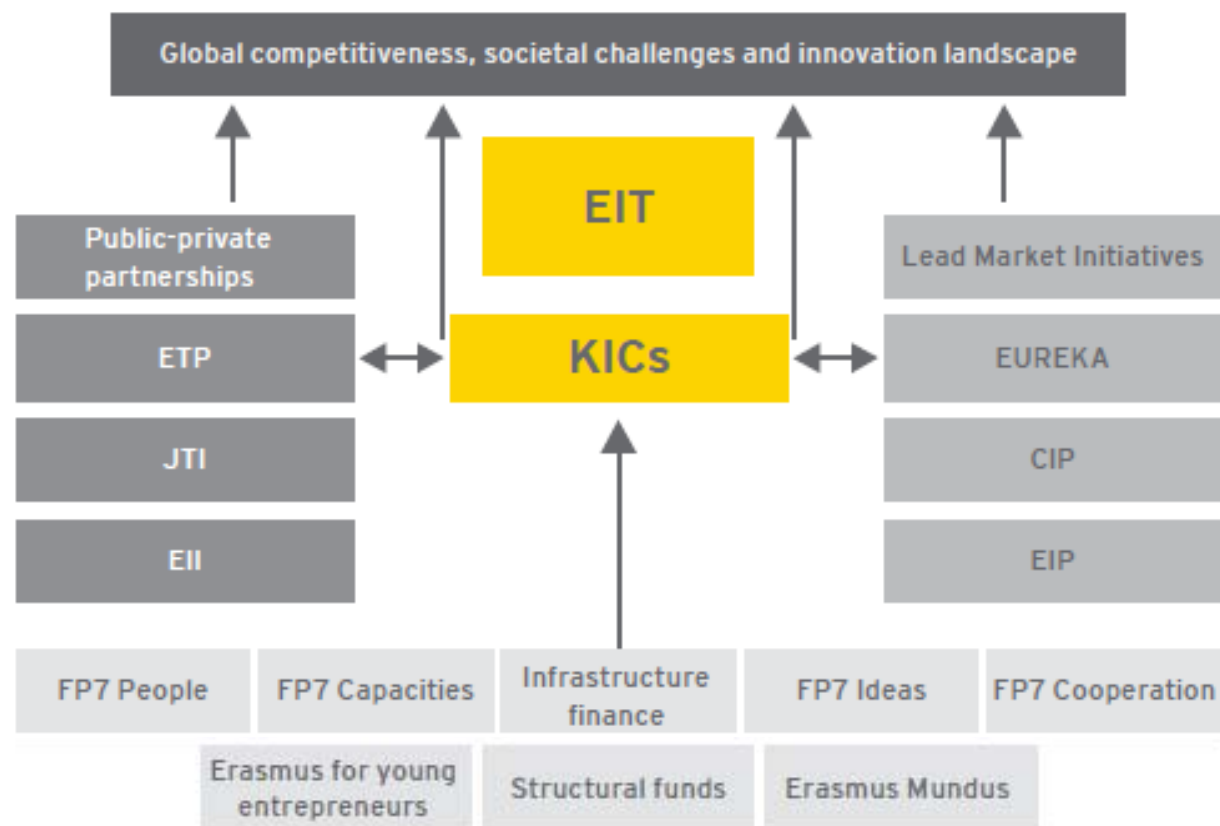 Global competitiveness, societal challenges and innovation landscape
EIT
Public-private
partnerships
Lead Market Initiatives
ETP
KICs
EUREKA
JTI
CIP
EII
EIP
FP7 People
FP7 Capacities
Infrastructure
finance
FP7 Ideas
FP7 Cooperation
Erasmus for young
entrepreneurs
Structural funds
Erasmus Mundus